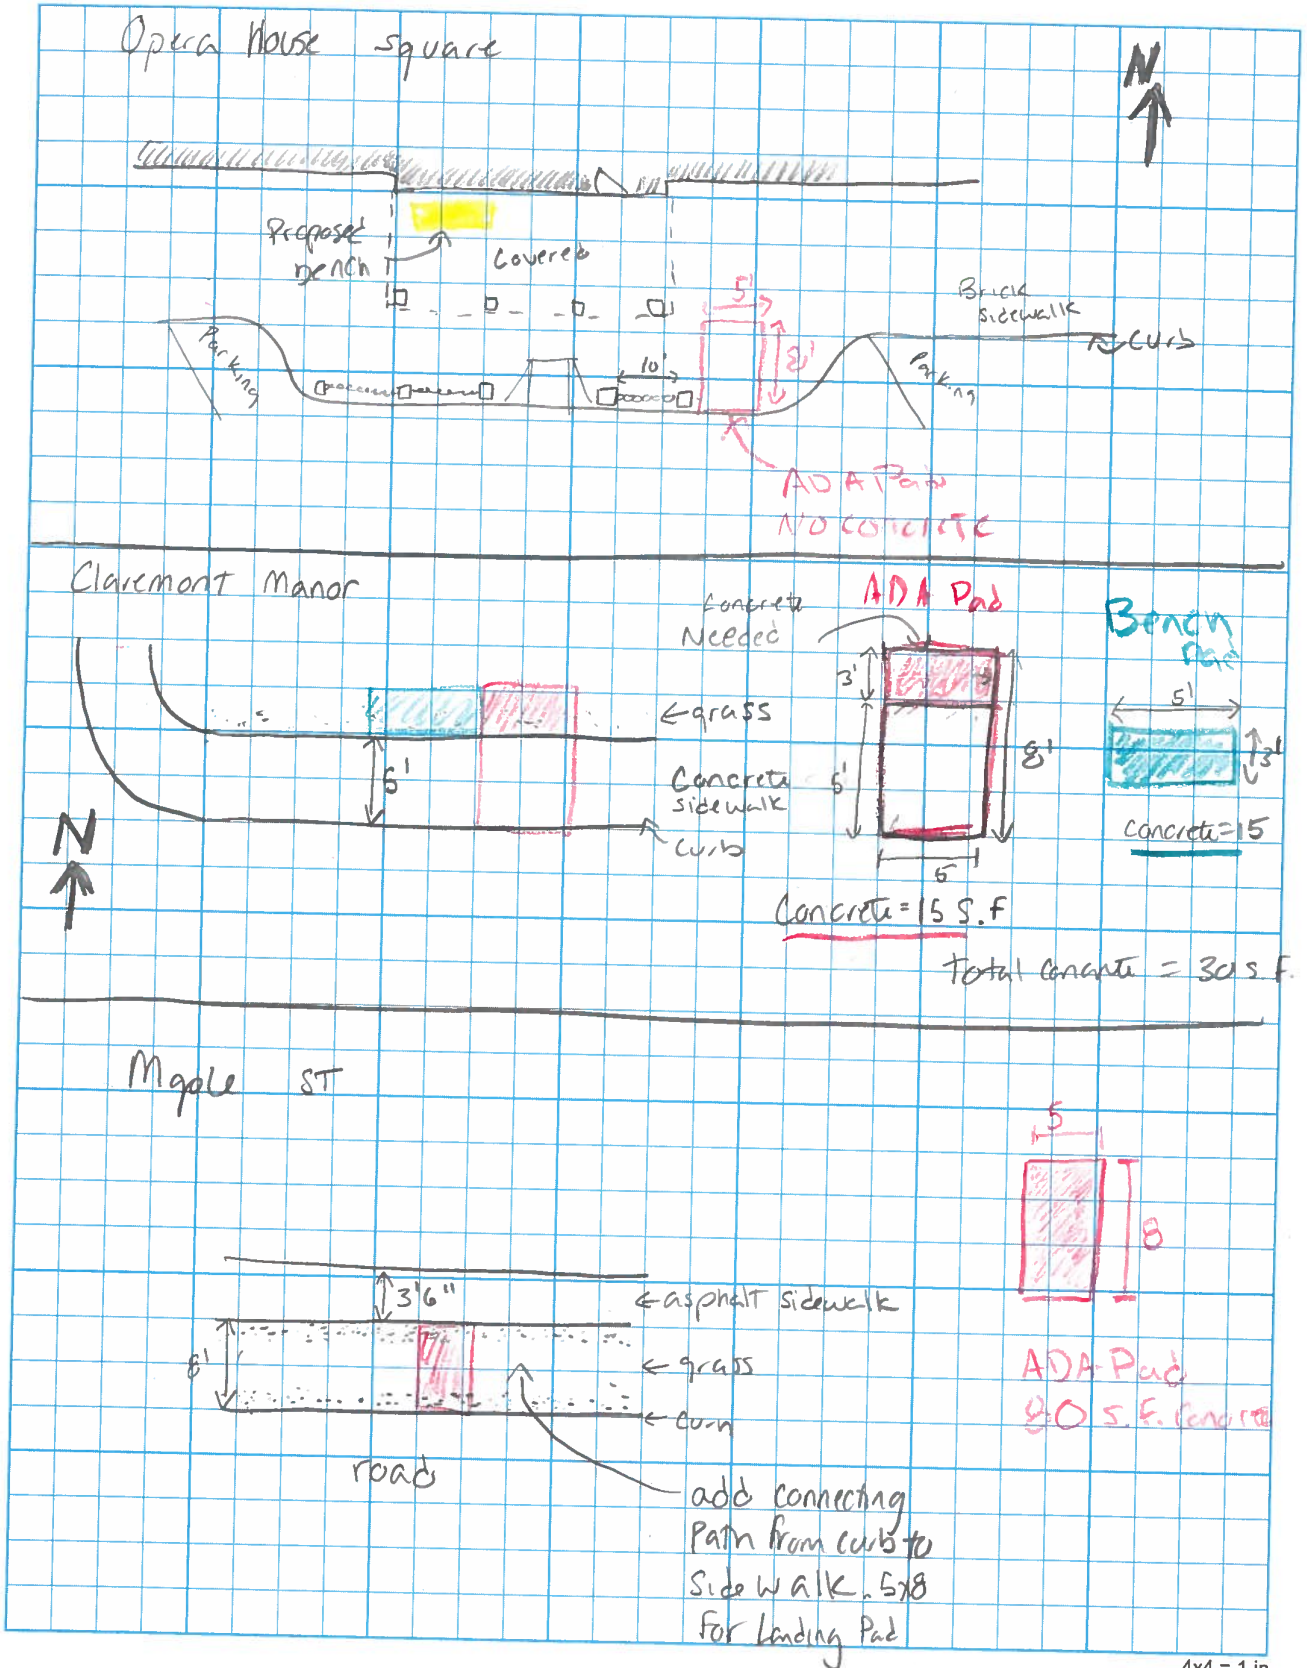 Opera House Square
N
Proposed
bench
Covered
5'
8'
Brick
sidewalk
curb
Parking
10'
Parking
ADA Pad
NO CONCRETE
Claremont Manor
Concrete
Needed
ADA Pad
Bench
Pad
3'
5'
grass
6'
8'
3'
5'
Concrete
sidewalk
curb
concrete=15
N
5
Concrete=15 S.F
Total concrete = 30 S.F.
Maple ST
5
8
3'6"
asphalt sidewalk
8'
grass
curb
ADA Pad
80 S.F. concrete
road
add connecting
Path from curb to
Sidewalk. 5x8
For Landing Pad
4x4 = 1 in